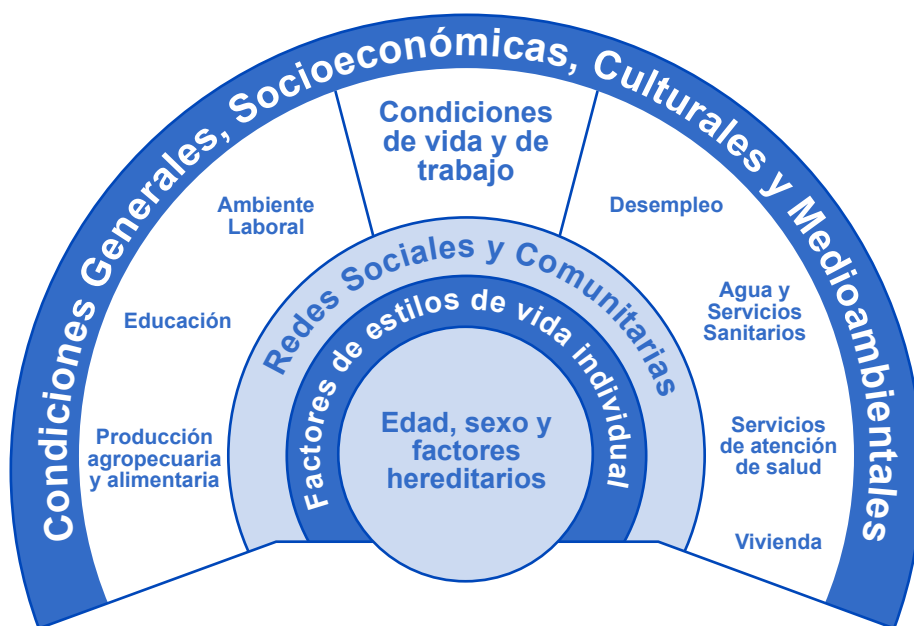 Condiciones Generales, Socioeconómicas, Culturales y Medioambientales
Condiciones
de vida y de
trabajo
Ambiente
Laboral
Desempleo
Educación
Agua y
Servicios
Sanitarios
Producción
agropecuaria
y alimentaria
Servicios
de atención
de salud
Vivienda
Redes Sociales y Comunitarias
Factores de estilos de vida individual
Edad, sexo y
factores
hereditarios